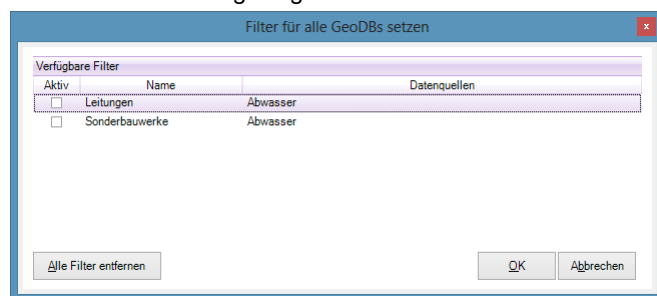 Filter für alle GeoDBs setzen
x
Verfügbare Filter
Aktiv Name Datenquellen
Leitungen Abwasser
Sonderbauwerke Abwasser
Alle Filter entfernen OK Abbrechen